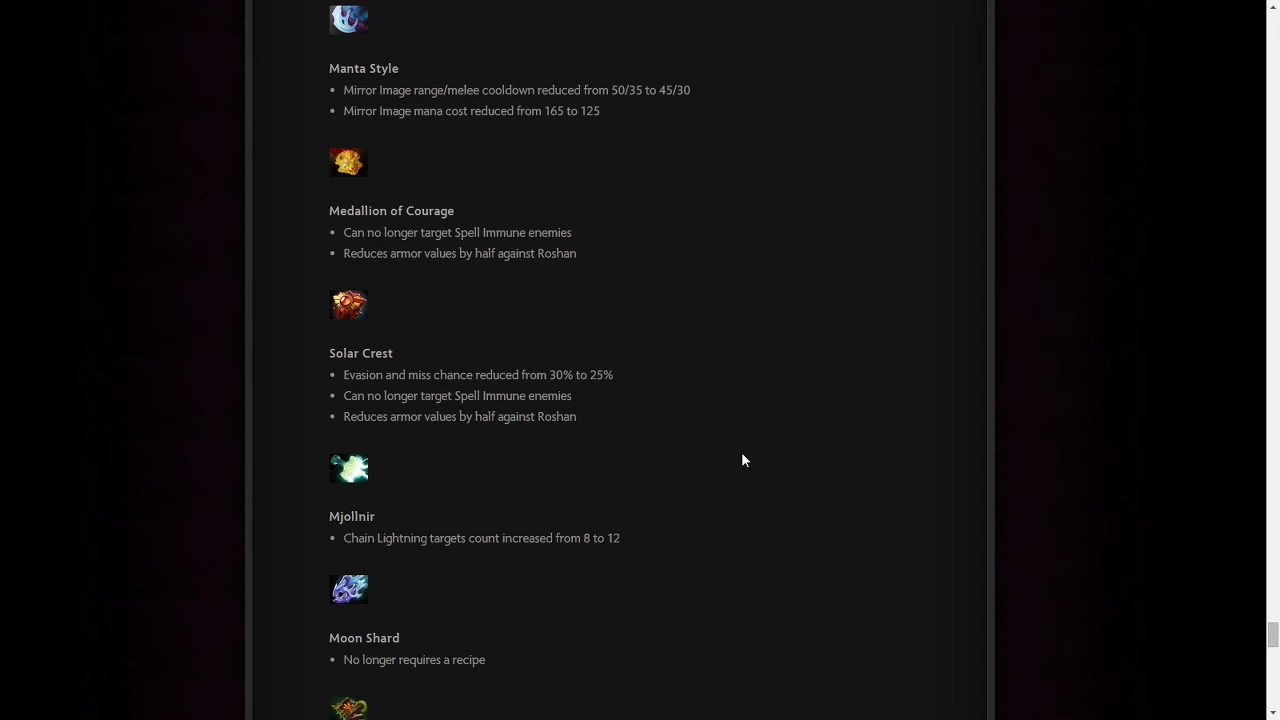 Manta Style
• Mirror Image range/melee cooldown reduced from 50/35 to 45/30
• Mirror Image mana cost reduced from 165 to 125
Medallion of Courage
• Can no longer target Spell Immune enemies
• Reduces armor values by half against Roshan
Solar Crest
• Evasion and miss chance reduced from 30% to 25%
• Can no longer target Spell Immune enemies
• Reduces armor values by half against Roshan
Mjollnir
• Chain Lightning targets count increased from 8 to 12
Moon Shard
• No longer requires a recipe